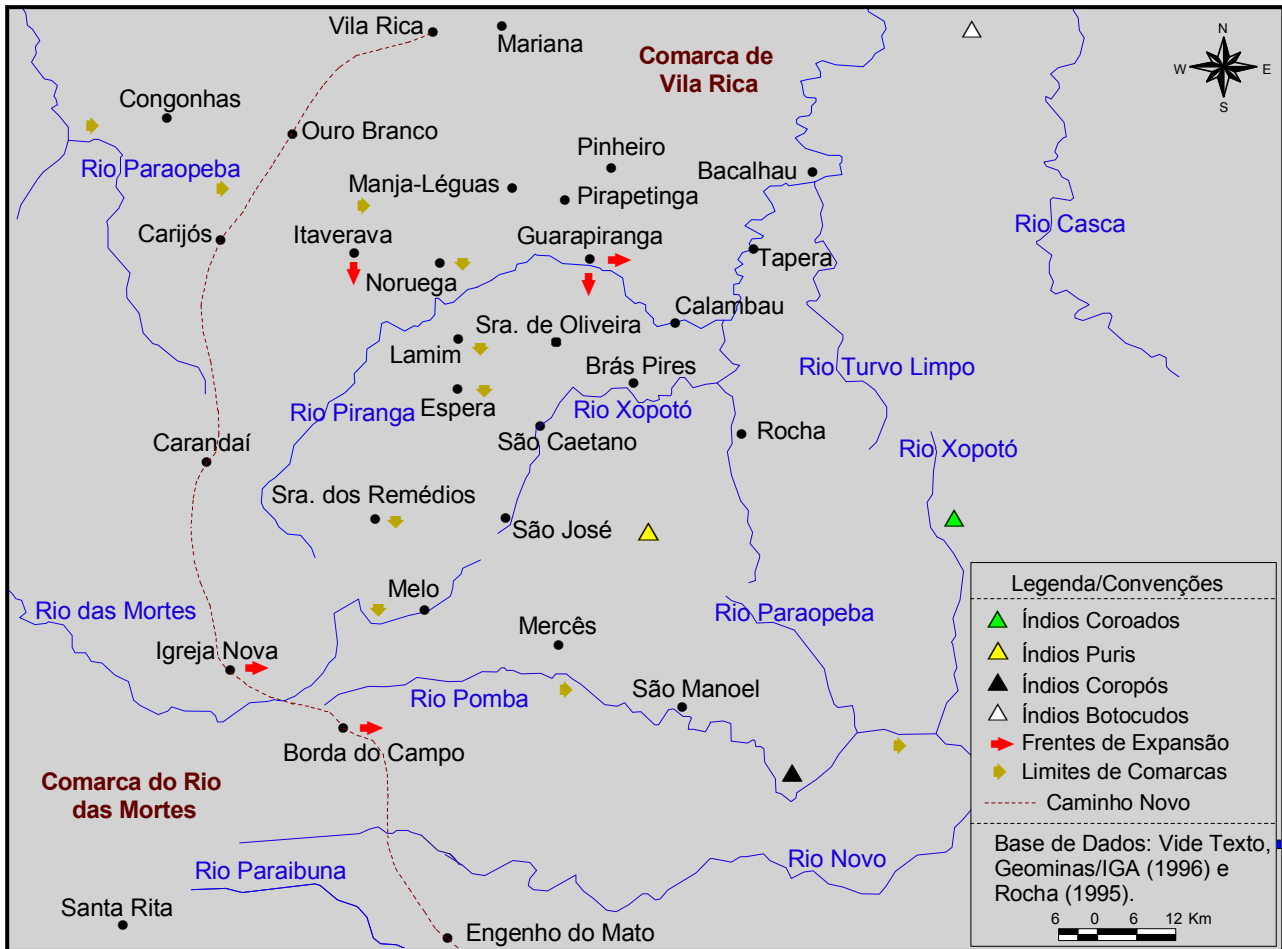 Vila Rica
Mariana
Comarca de
Vila Rica
N
W
E
S
Congonhas
Ouro Branco
Rio Paraopeba
Pinheiro
Bacalhau
Manja-Léguas
Pirapetinga
Rio Casca
Carijós
Itaverava
Guarapiranga
Tapera
Noruega
Calambau
Sra. de Oliveira
Lamim
Brás Pires
Rio Turvo Limpo
Rio Piranga
Espera
Rio Xopotó
São Caetano
Rocha
Carandaí
Rio Xopotó
Sra. dos Remédios
São José
Rio das Mortes
Melo
Rio Paraopeba
Mercês
Igreja Nova
Rio Pomba
São Manoel
Borda do Campo
Comarca do Rio
das Mortes
Rio Novo
Rio Paraibuna
Santa Rita
Engenho do Mato
Legenda/Convenções
Índios Coroados
Índios Puris
Índios Coropós
Índios Botocudos
Frentes de Expansão
Limites de Comarcas
Caminho Novo
Base de Dados: Vide Texto,
Geominas/IGA (1996) e
Rocha (1995).
6 0 6 12 Km